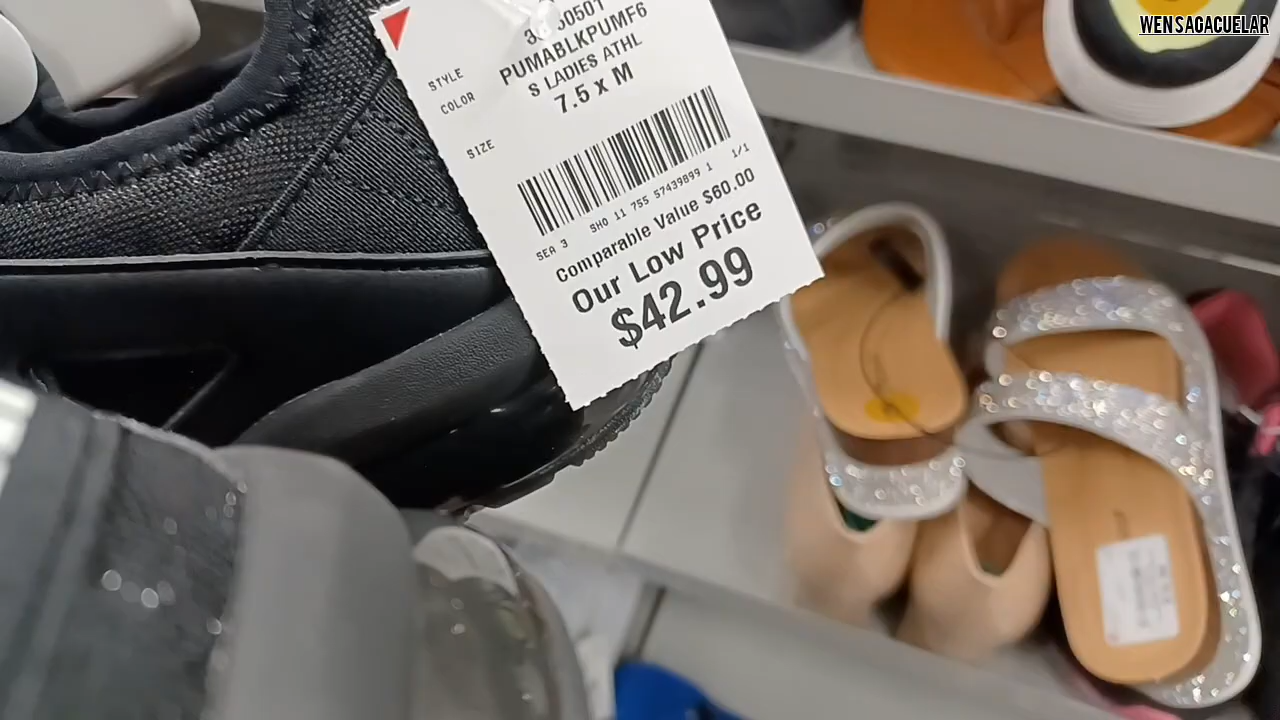 WEN SAGACUELAR
STYLE
PUMABLKPUMF6
COLOR
S LADIES ATHL
SIZE
7.5 x M
SEA 3 SHO 11 755 57439899 1 1/1
Comparable Value $60.00
Our Low Price
$42.99